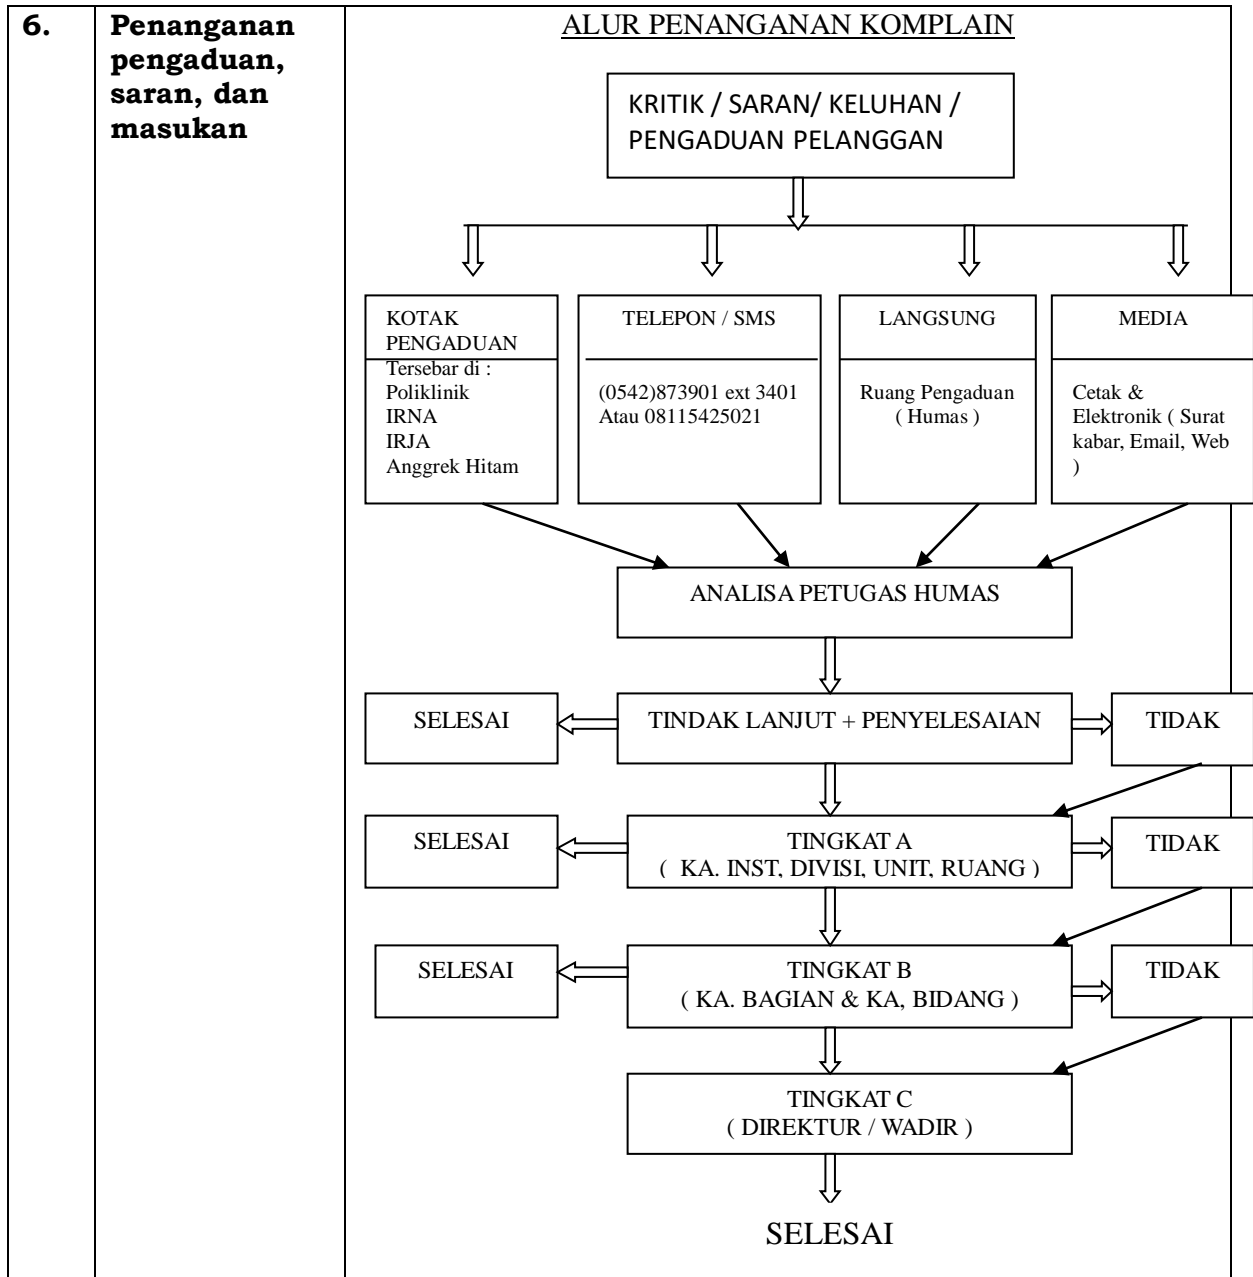 6.
Penanganan
pengaduan,
saran, dan
masukan
ALUR PENANGANAN KOMPLAIN
KRITIK / SARAN/ KELUHAN /
PENGADUAN PELANGGAN
KOTAK
PENGADUAN
Tersebar di :
Poliklinik
IRNA
IRJA
Anggrek Hitam
TELEPON / SMS
(0542)873901 ext 3401
Atau 08115425021
LANGSUNG
Ruang Pengaduan
( Humas )
MEDIA
Cetak &
Elektronik ( Surat
kabar, Email, Web
)
ANALISA PETUGAS HUMAS
SELESAI
TINDAK LANJUT + PENYELESAIAN
TIDAK
SELESAI
TINGKAT A
( KA. INST, DIVISI, UNIT, RUANG )
TIDAK
SELESAI
TINGKAT B
( KA. BAGIAN & KA, BIDANG )
TIDAK
TINGKAT C
( DIREKTUR / WADIR )
SELESAI